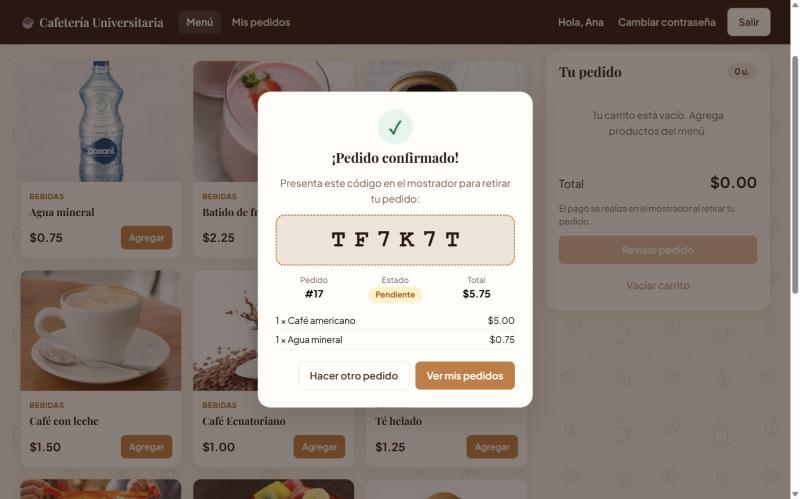 Cafetería Universitaria
Menú
Mis pedidos
Hola, Ana
Cambiar contraseña
Salir
dasani
BEBIDAS
Agua mineral
$0.75
Agregar
Batido de
$2.25
BEBIDAS
Café con leche
$1.50
Agregar
BEBIDAS
Café Ecuatoriano
$1.00
Agregar
BEBIDAS
Té helado
$1.25
Agregar
¡Pedido confirmado!
Presenta este código en el mostrador para retirar
tu pedido:
TF7K7T
Pedido
#17
Estado
Pendiente
Total
$5.75
1 × Café americano
$5.00
1 × Agua mineral
$0.75
Hacer otro pedido
Ver mis pedidos
Tu pedido
0 u.
Tu carrito está vacío. Agrega
productos del menú.
Total
$0.00
El pago se realiza en el mostrador al retirar tu
pedido.
Revisar pedido
Vaciar carrito